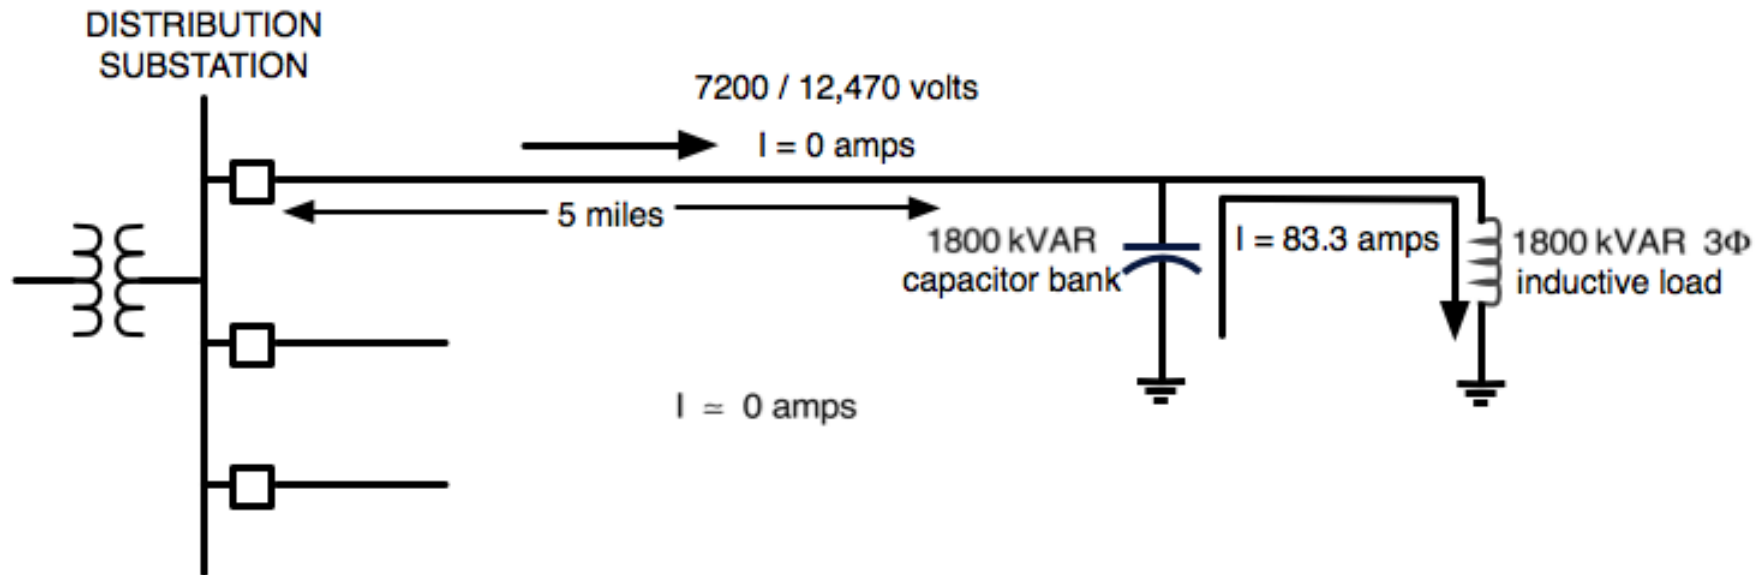 DISTRIBUTION
SUBSTATION
7200 / 12,470 volts
I = 0 amps
5 miles
1800 kVAR
capacitor bank
I = 83.3 amps
1800 kVAR 3Φ
inductive load
I ≃ 0 amps